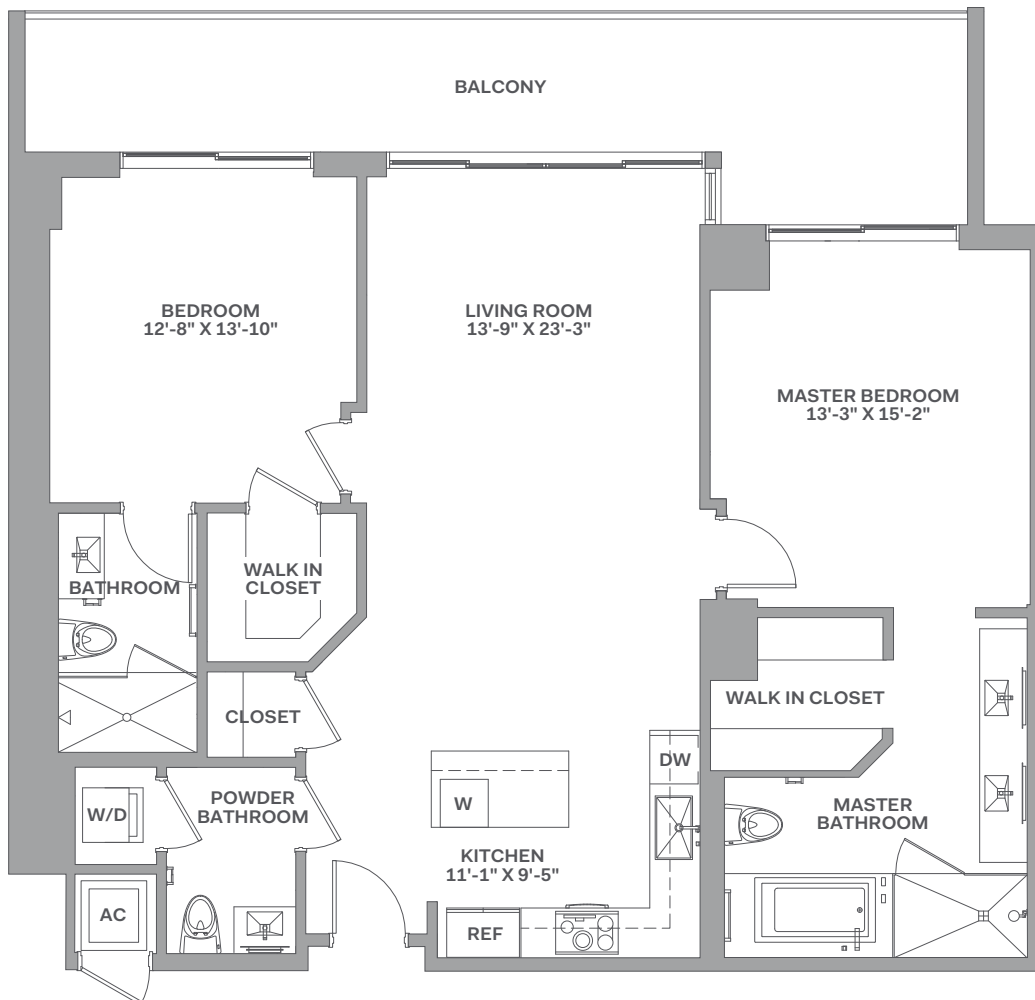 BALCONY
BEDROOM
12'-8" X 13'-10"
LIVING ROOM
13'-9" X 23'-3"
MASTER BEDROOM
13'-3" X 15'-2"
BATHROOM
WALK IN
CLOSET
CLOSET
WALK IN CLOSET
DW
W/D
POWDER
BATHROOM
W
MASTER
BATHROOM
KITCHEN
11'-1" X 9'-5"
AC
REF